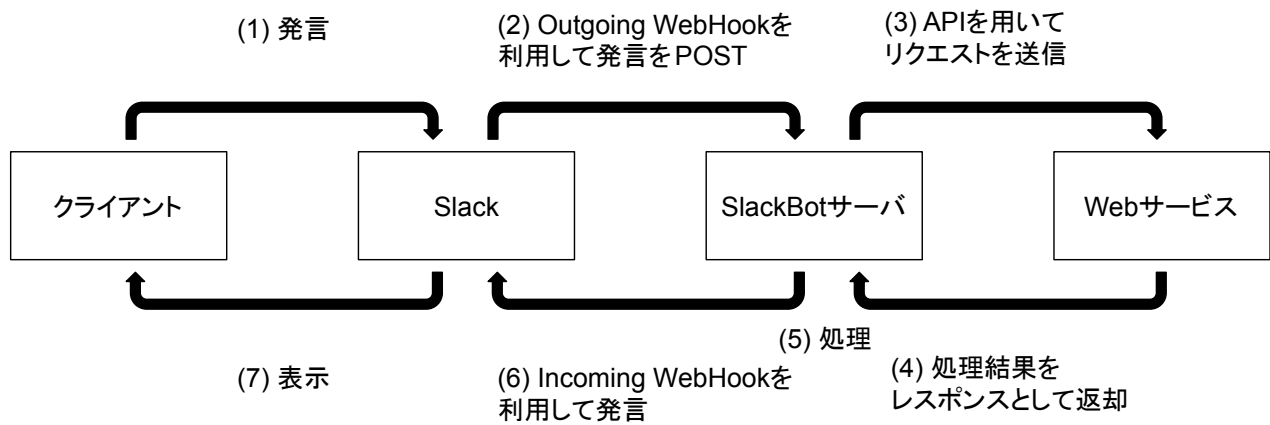 (1) 発言
(2) Outgoing WebHookを
利用して発言をPOST
(3) APIを用いて
リクエストを送信
クライアント
Slack
SlackBotサーバ
Webサービス
(5) 処理
(7) 表示
(6) Incoming WebHookを
利用して発言
(4) 処理結果を
レスポンスとして返却